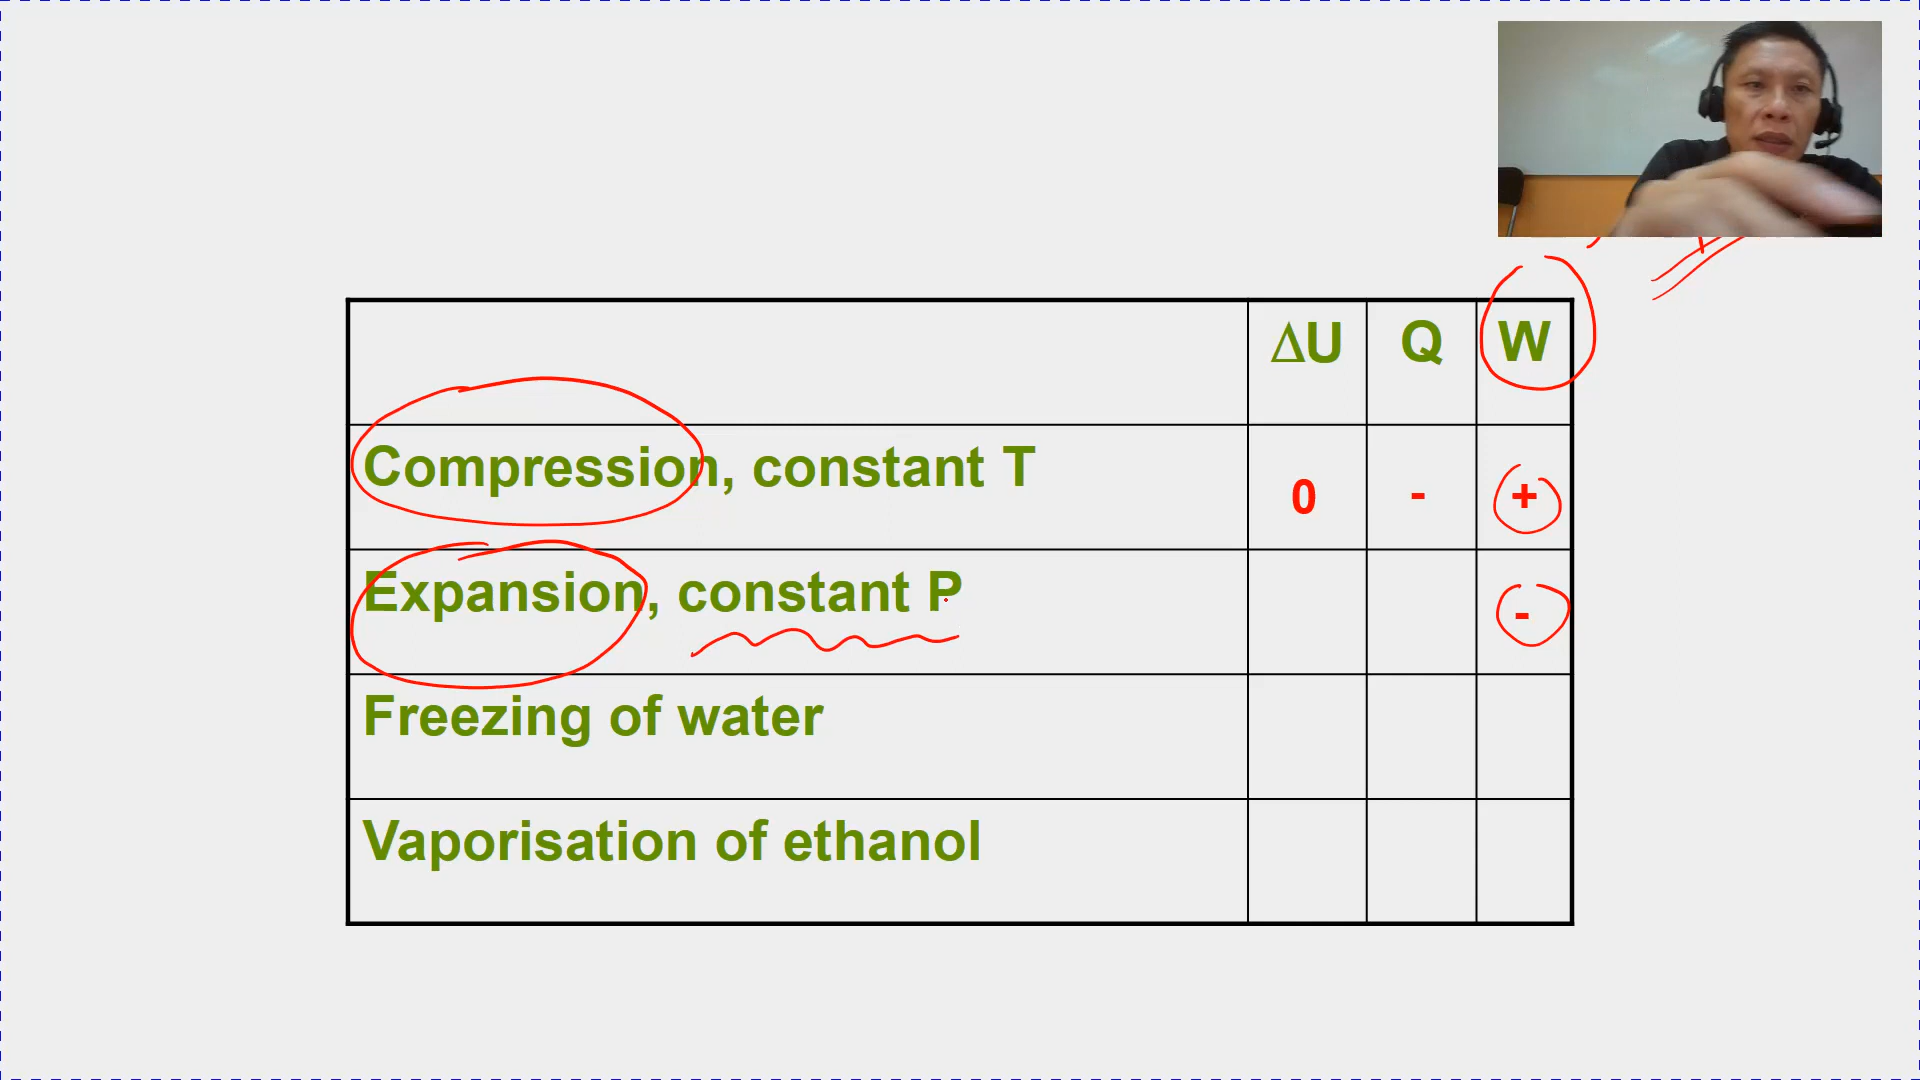 ΔU Q W
Compression, constant T 0 - +
Expansion, constant P -
Freezing of water
Vaporisation of ethanol